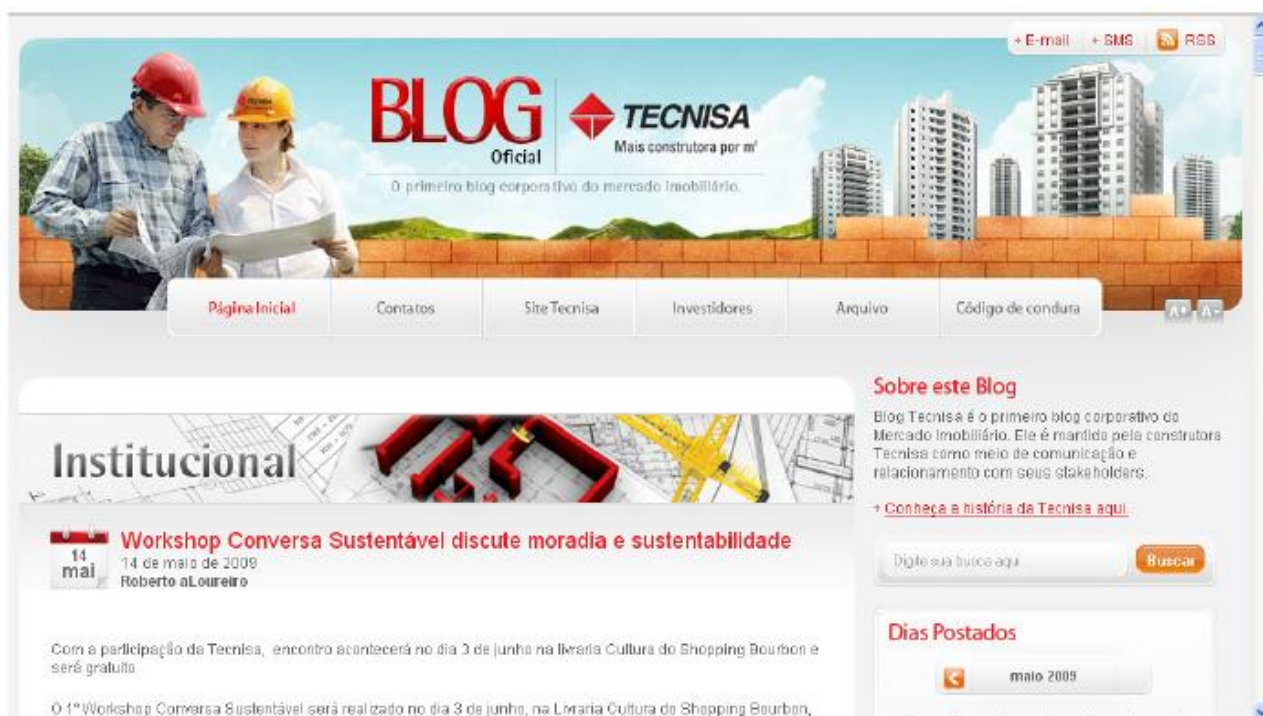 + E-mail + SMS RSS
BLOG
Oficial
TECNISA
Mais construtora por m²
O primeiro blog corporativo do mercado imobiliário.
Página Inicial Contatos Site Tecnisa Investidores Arquivo Código de conduta
A+ A-
Institucional
14
mai
Workshop Conversa Sustentável discute moradia e sustentabilidade
14 de maio de 2009
Roberto aLoureiro
Com a participação da Tecnisa, encontro acontecerá no dia 3 de junho na livraria Cultura do Shopping Bourbon e
será gratuito.
O 1º Workshop Conversa Sustentável será realizado no dia 3 de junho, na Livraria Cultura do Shopping Bourbon,
Sobre este Blog
Blog Tecnisa é o primeiro blog corporativo do
Mercado Imobiliário. Ele é mantido pela construtora
Tecnisa como meio de comunicação e
relacionamento com seus stakeholders.
+ Conheça a história da Tecnisa aqui.
Digite sua busca aqui Buscar
Dias Postados
maio 2009